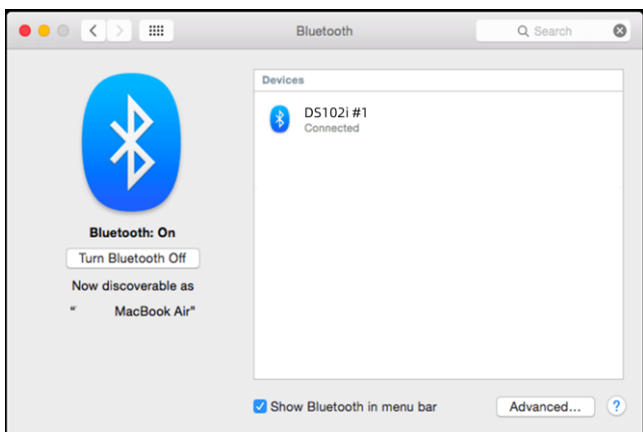 Bluetooth
Search
Devices
DS102i #1
Connected
Bluetooth: On
Turn Bluetooth Off
Now discoverable as
“ MacBook Air"
Show Bluetooth in menu bar
Advanced...
?